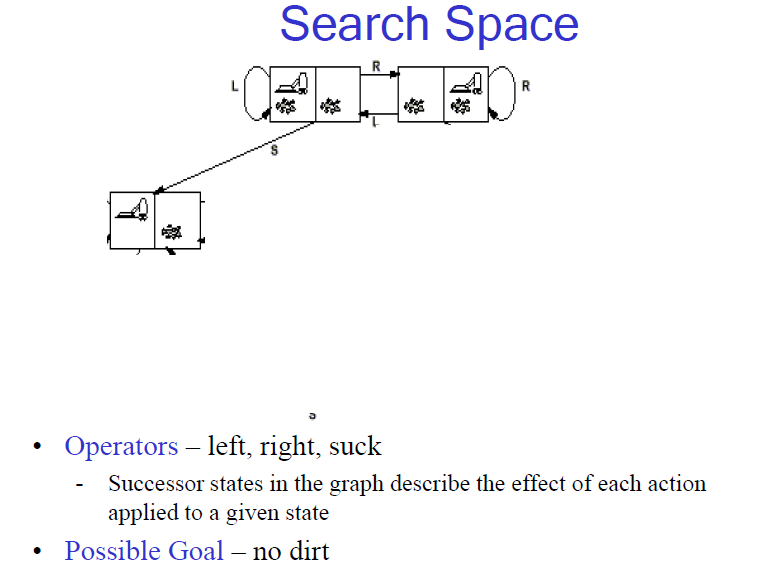 Search Space
R
L
R
L
S
• Operators – left, right, suck
- Successor states in the graph describe the effect of each action
applied to a given state
• Possible Goal – no dirt